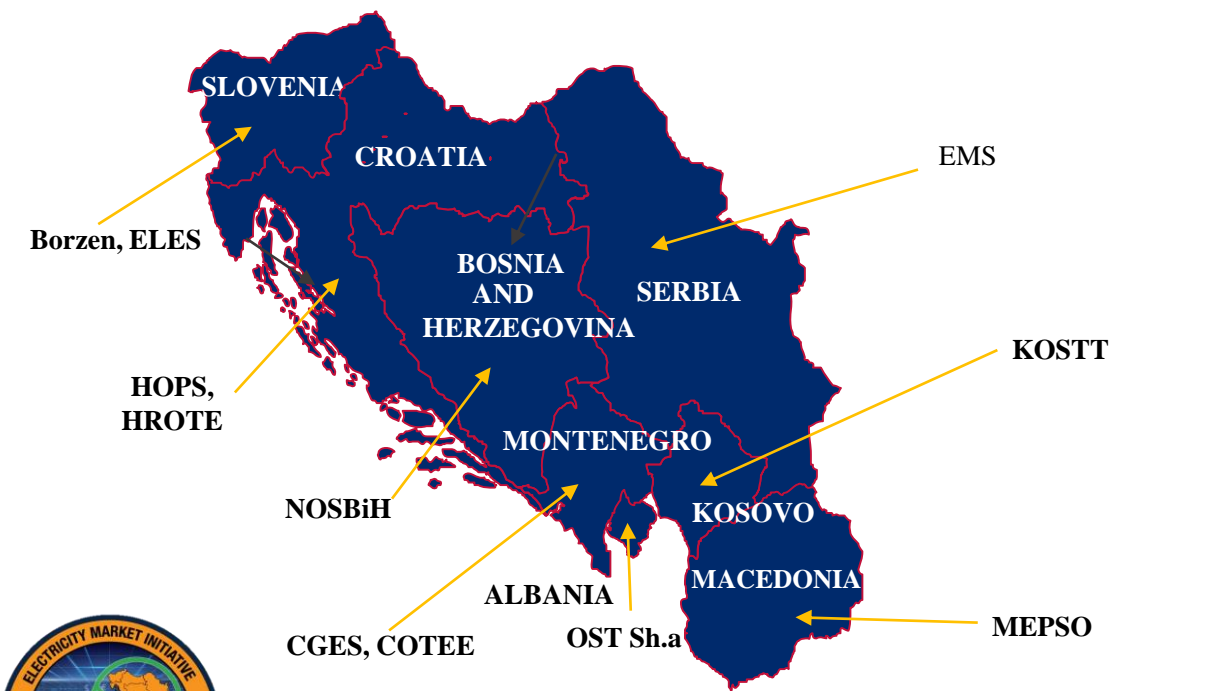 SLOVENIA
CROATIA
EMS
Borzen, ELES
BOSNIA
AND
HERZEGOVINA
SERBIA
KOSTT
HOPS,
HROTE
MONTENEGRO
NOSBiH
KOSOVO
MACEDONIA
ALBANIA
MEPSO
CGES, COTEE
OST Sh.a
ELECTRICITY MARKET INITIATIVE